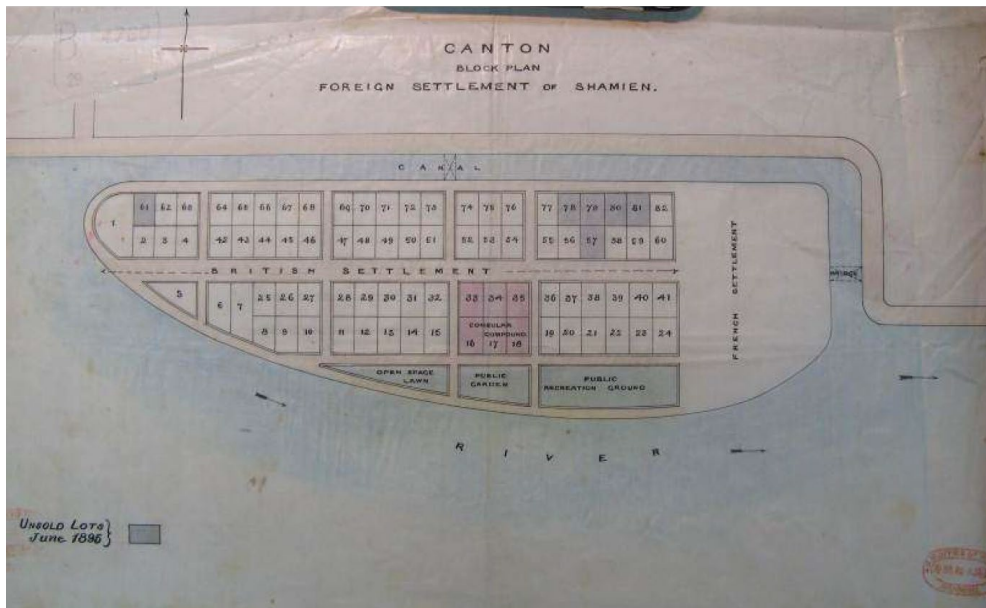 CANTON
BLOCK PLAN
FOREIGN SETTLEMENT OF SHAMIEN.
CANAL
61 62 63 64 65 66 67 68 69 70 71 72 73 74 75 76 77 78 79 80 81 82
1
2 3 4 42 43 44 45 46 47 48 49 50 51 52 53 54 55 56 57 58 59 60
BRITISH SETTLEMENT
FRENCH SETTLEMENT
BRIDGE
5
6 7 25 26 27 28 29 30 31 32 33 34 35 36 37 38 39 40 41
CONSULAR
COMPOUND
8 9 10 11 12 13 14 15 16 17 18 19 20 21 22 23 24
OPEN SPACE
LAWN
PUBLIC
GARDEN
PUBLIC
RECREATION GROUND
RIVER
UNSOLD LOTS }
June 1896